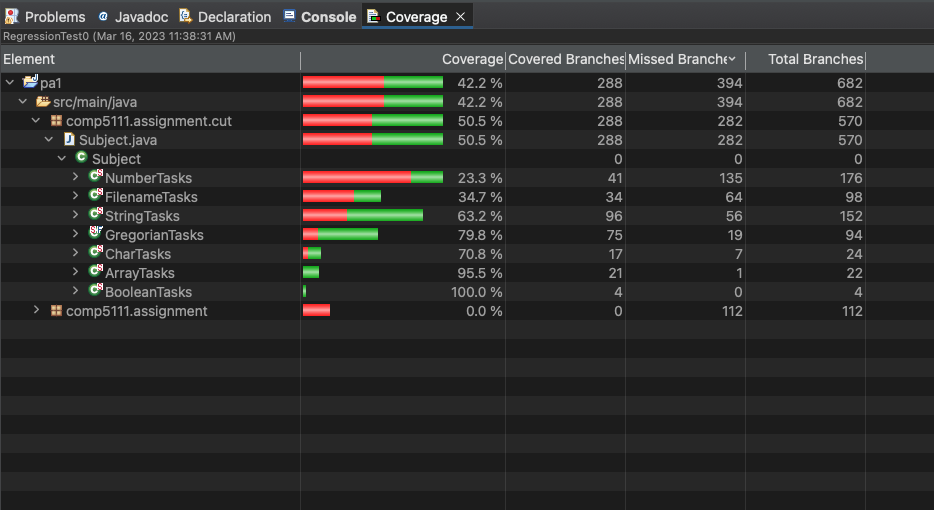 Problems @ Javadoc Declaration Console Coverage
RegressionTest0 (Mar 16, 2023 11:38:31 AM)
Element Coverage Covered Branches Missed Branche Total Branches
pa1 42.2 % 288 394 682
src/main/java 42.2 % 288 394 682
comp5111.assignment.cut 50.5 % 288 282 570
Subject.java 50.5 % 288 282 570
Subject 0 0 0
NumberTasks 23.3 % 41 135 176
FilenameTasks 34.7 % 34 64 98
StringTasks 63.2 % 96 56 152
GregorianTasks 79.8 % 75 19 94
CharTasks 70.8 % 17 7 24
ArrayTasks 95.5 % 21 1 22
BooleanTasks 100.0 % 4 0 4
comp5111.assignment 0.0 % 0 112 112